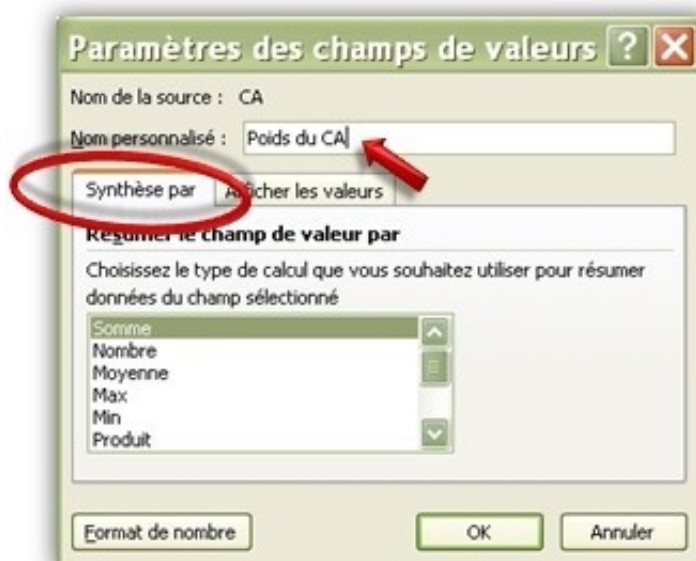 Paramètres des champs de valeurs
Nom de la source : CA
Nom personnalisé : Poids du CA
Synthèse par Afficher les valeurs
Résumer le champ de valeur par
Choisissez le type de calcul que vous souhaitez utiliser pour résumer
données du champ sélectionné
Somme
Nombre
Moyenne
Max
Min
Produit
Format de nombre OK Annuler